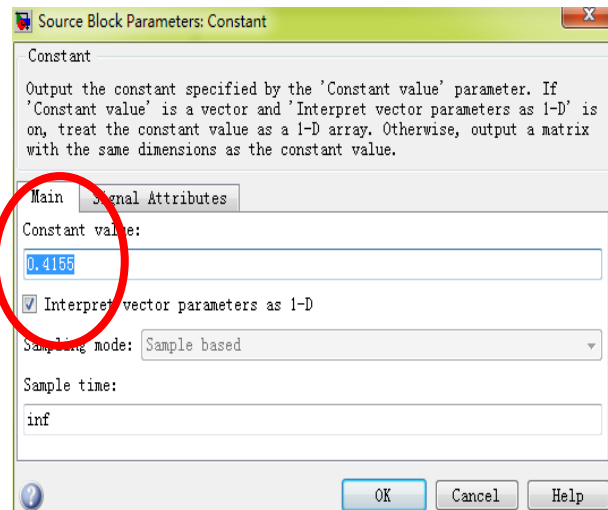 Source Block Parameters: Constant
Constant
Output the constant specified by the 'Constant value' parameter. If
'Constant value' is a vector and 'Interpret vector parameters as 1-D' is
on, treat the constant value as a 1-D array. Otherwise, output a matrix
with the same dimensions as the constant value.
Main Signal Attributes
Constant value:
0.4155
Interpret vector parameters as 1-D
Sampling mode: Sample based
Sample time:
inf
OK Cancel Help